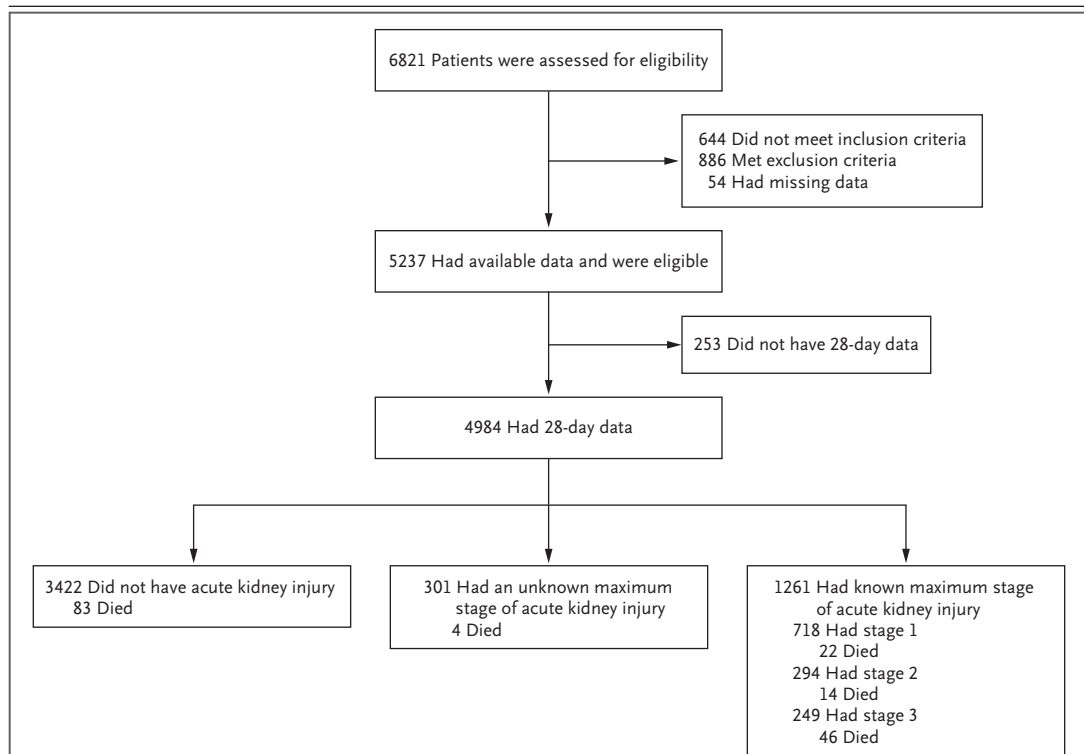 6821 Patients were assessed for eligibility
644 Did not meet inclusion criteria
886 Met exclusion criteria
54 Had missing data
5237 Had available data and were eligible
253 Did not have 28-day data
4984 Had 28-day data
3422 Did not have acute kidney injury
83 Died
301 Had an unknown maximum
stage of acute kidney injury
4 Died
1261 Had known maximum stage
of acute kidney injury
718 Had stage 1
22 Died
294 Had stage 2
14 Died
249 Had stage 3
46 Died